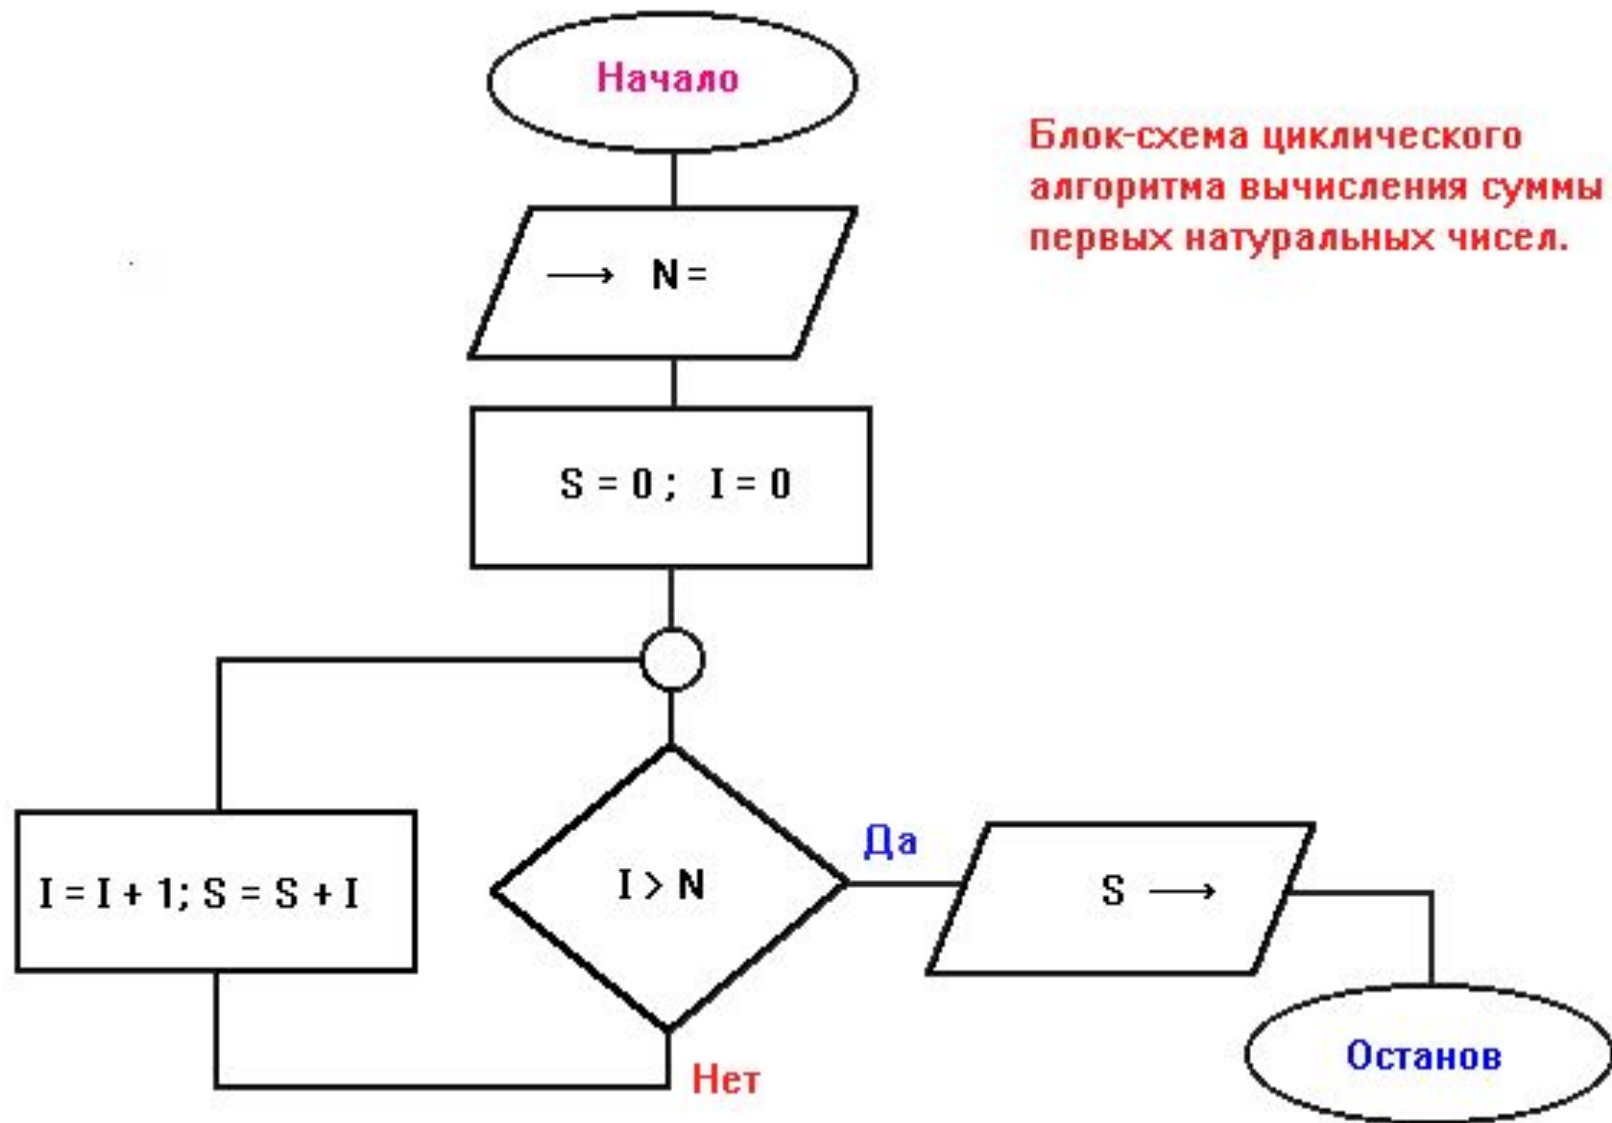 Начало
Блок-схема циклического
алгоритма вычисления суммы
первых натуральных чисел.
⟶ N =
S = 0 ; I = 0
I = I + 1; S = S + I
I > N
Да
S ⟶
Нет
Останов